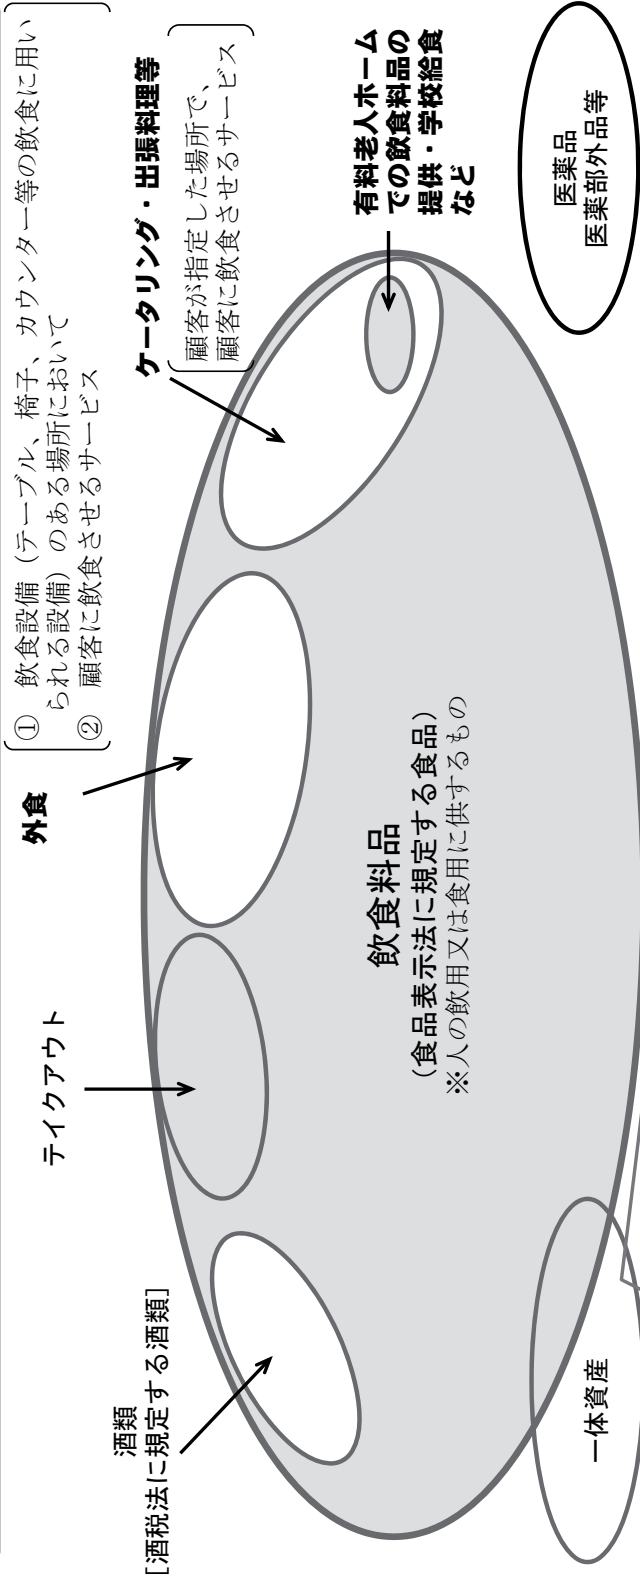 酒類
[酒税法に規定する酒類]
テイクアウト
外食
① 飲食設備（テーブル、椅子、カウンター等の飲食に用い
られる設備）のある場所において
② 顧客に飲食させるサービス
ケータリング・出張料理等
顧客が指定した場所で、
顧客に飲食させるサービス
有料老人ホーム
での飲食料品の
提供・学校給食
など
飲食料品
（食品表示法に規定する食品）
※人の飲用又は食用に供するもの
一体資産
医薬品
医薬部外品等